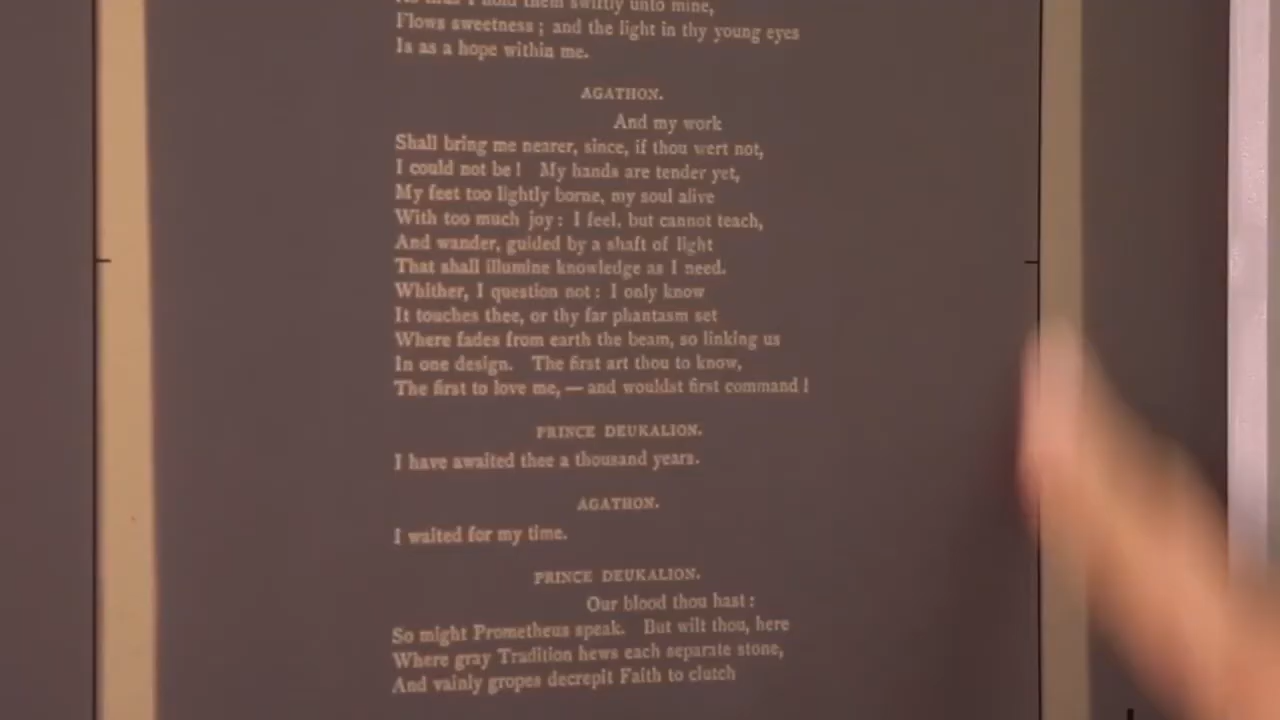 As thus I hold them swiftly unto mine,
Flows sweetness ; and the light in thy young eyes
Is as a hope within me.
AGATHON.
And my work
Shall bring me nearer, since, if thou wert not,
I could not be ! My hands are tender yet,
My feet too lightly borne, my soul alive
With too much joy : I feel, but cannot teach,
And wander, guided by a shaft of light
That shall illumine knowledge as I need.
Whither, I question not : I only know
It touches thee, or thy far phantasm set
Where fades from earth the beam, so linking us
In one design. The first art thou to know,
The first to love me, — and wouldst first command !
PRINCE DEUKALION.
I have awaited thee a thousand years.
AGATHON.
I waited for my time.
PRINCE DEUKALION.
Our blood thou hast :
So might Prometheus speak. But wilt thou, here
Where gray Tradition hews each separate stone,
And vainly gropes decrepit Faith to clutch